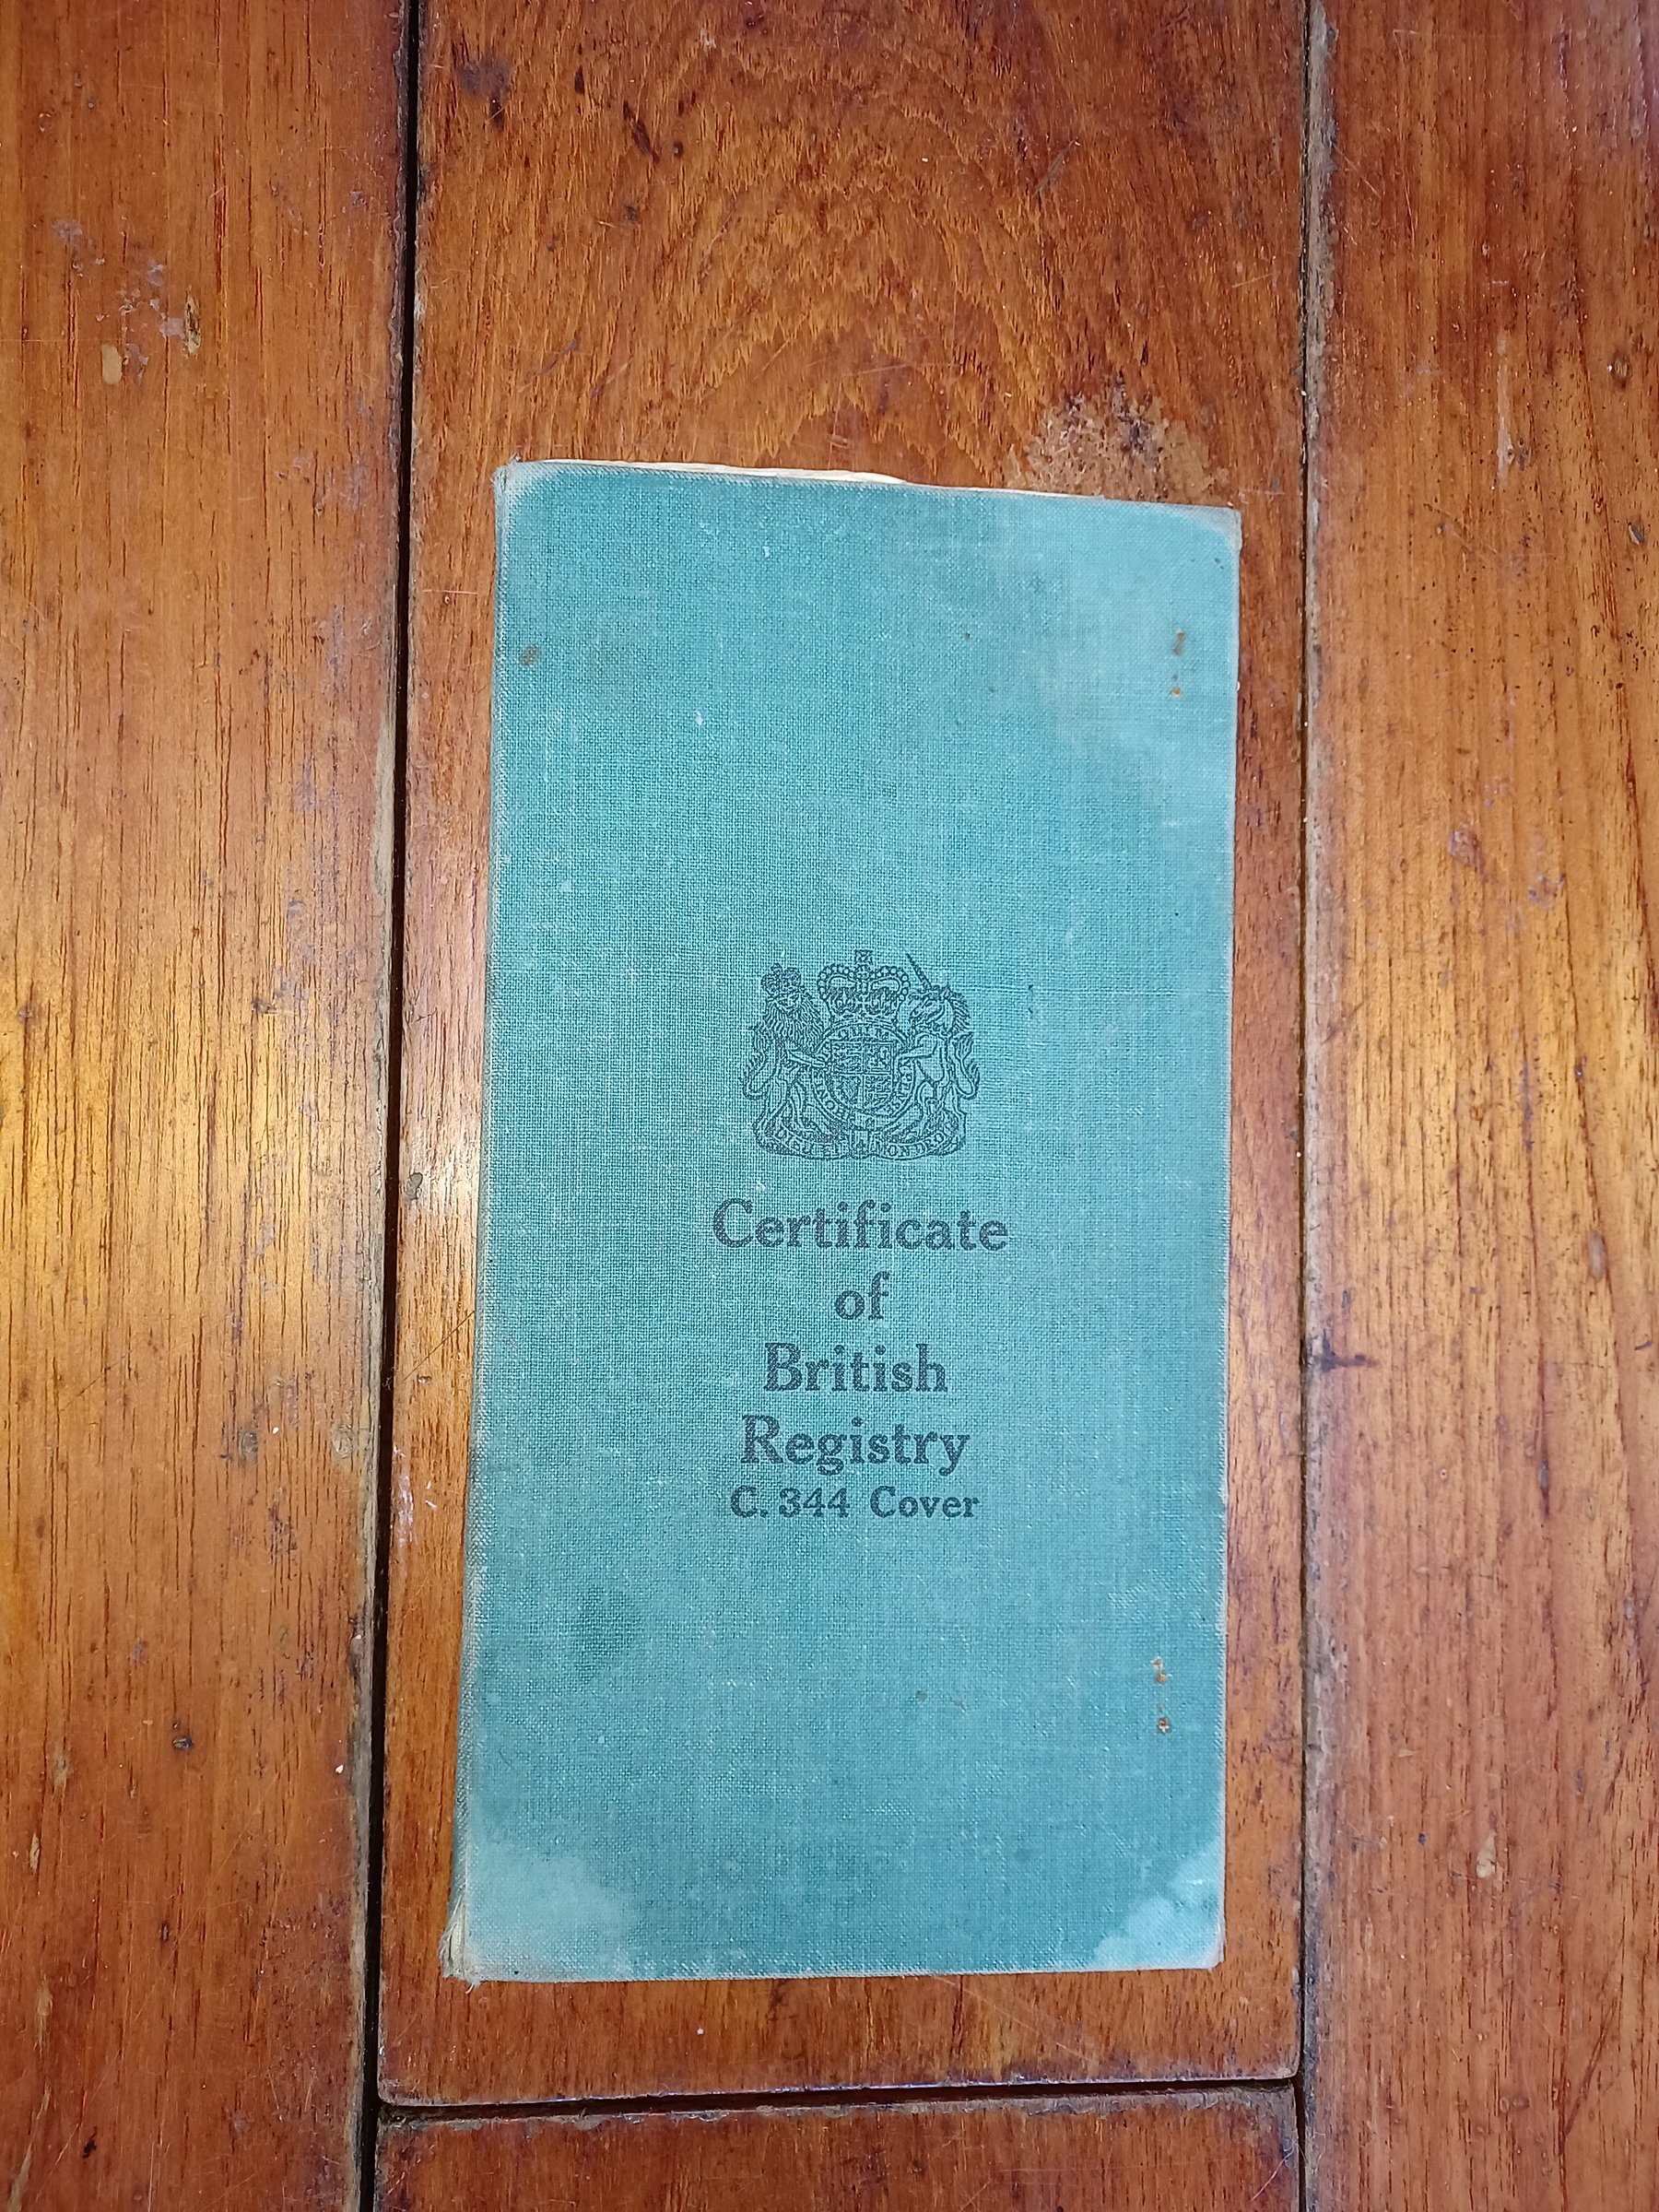 Certificate
of
British
Registry
C. 344 Cover